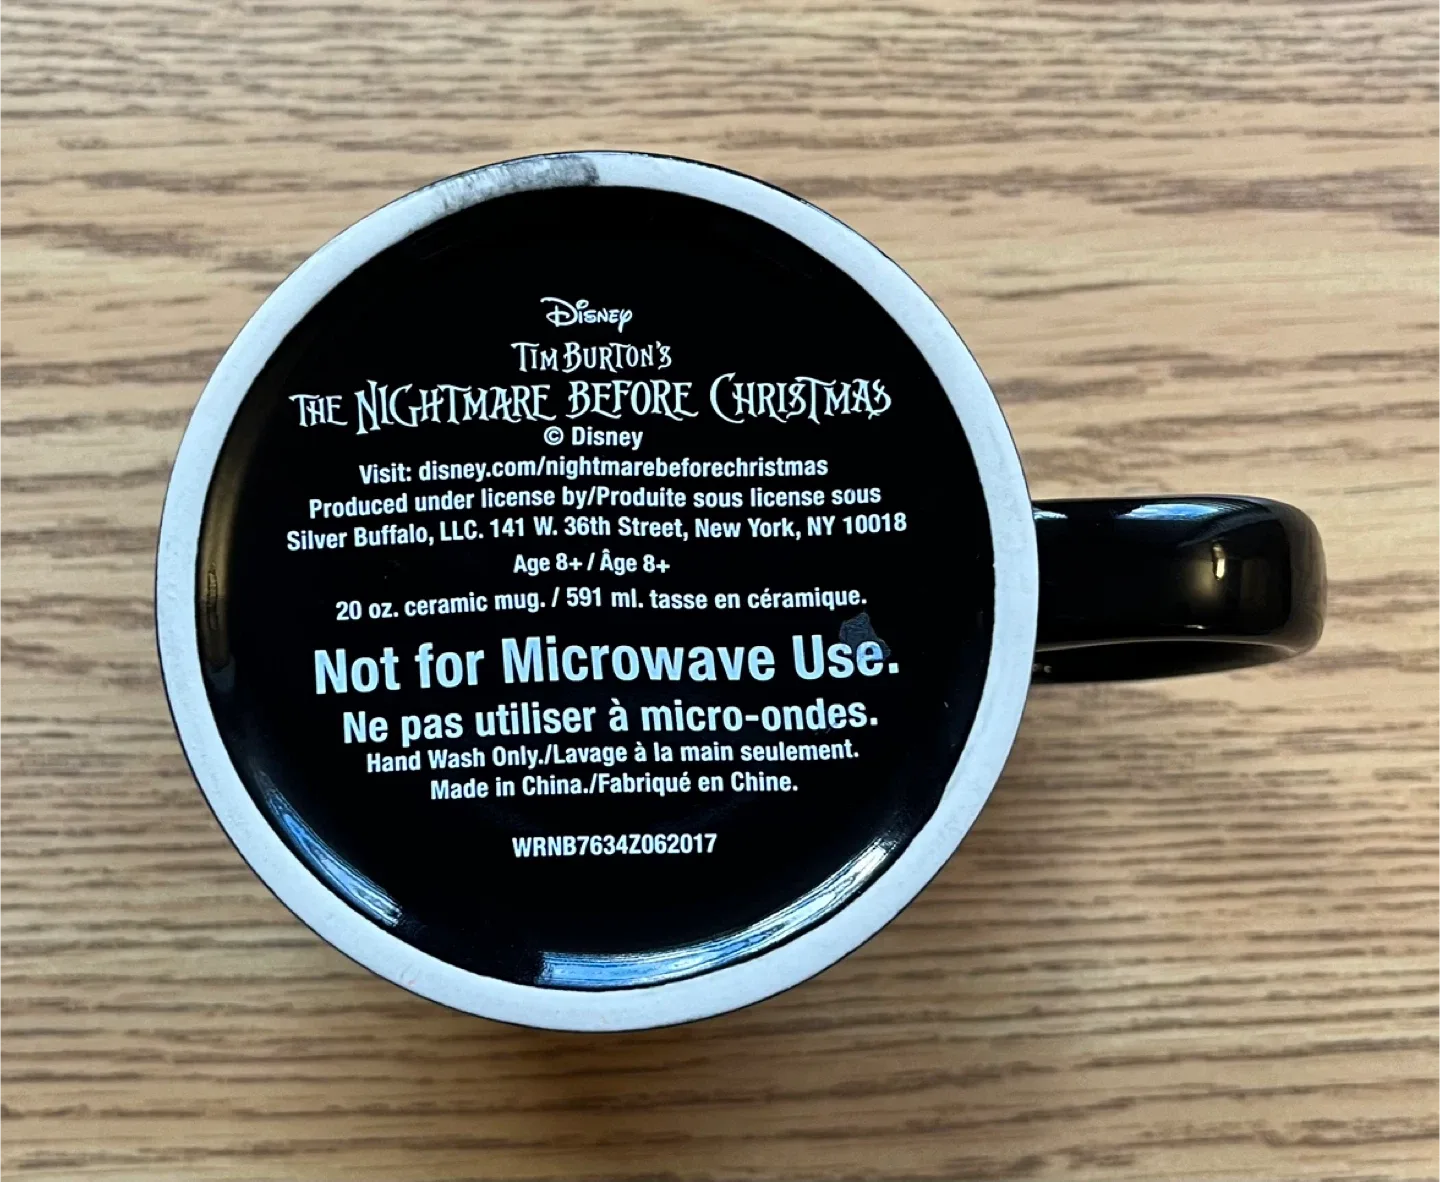 Disney
TIM BURTON'S
THE NIGHTMARE BEFORE CHRISTMAS
© Disney
Visit: disney.com/nightmarebeforechristmas
Produced under license by/Produite sous license sous
Silver Buffalo, LLC. 141 W. 36th Street, New York, NY 10018
Age 8+ / Âge 8+
20 oz. ceramic mug. / 591 ml. tasse en céramique.
Not for Microwave Use.
Ne pas utiliser à micro-ondes.
Hand Wash Only./Lavage à la main seulement.
Made in China./Fabriqué en Chine.
WRNB7634Z062017